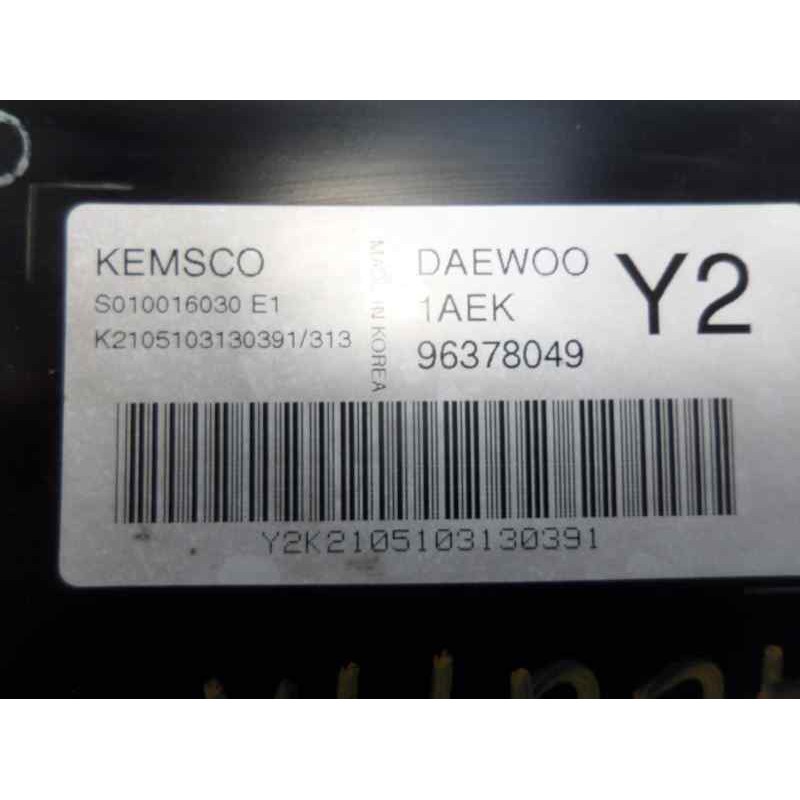 KEMSCO
S010016030 E1
K2105103130391/313
MADE IN KOREA
DAEWOO
1AEK
96378049
Y2
Y2K2105103130391